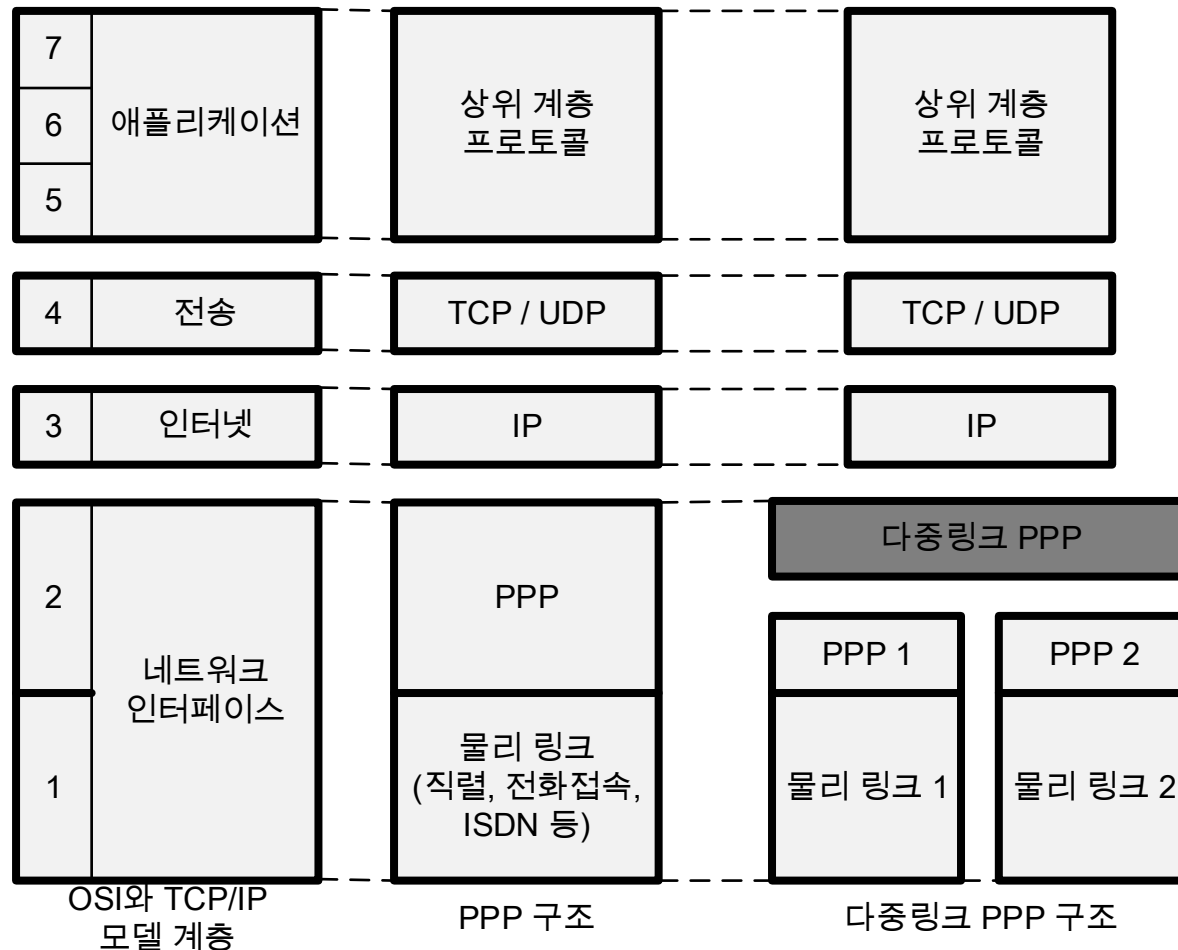 7
6
5
애플리케이션
상위 계층
프로토콜
상위 계층
프로토콜
4
전송
TCP / UDP
TCP / UDP
3
인터넷
IP
IP
2
1
네트워크
인터페이스
PPP
물리 링크
(직렬, 전화접속,
ISDN 등)
다중링크 PPP
PPP 1
PPP 2
물리 링크 1
물리 링크 2
OSI와 TCP/IP
모델 계층
PPP 구조
다중링크 PPP 구조